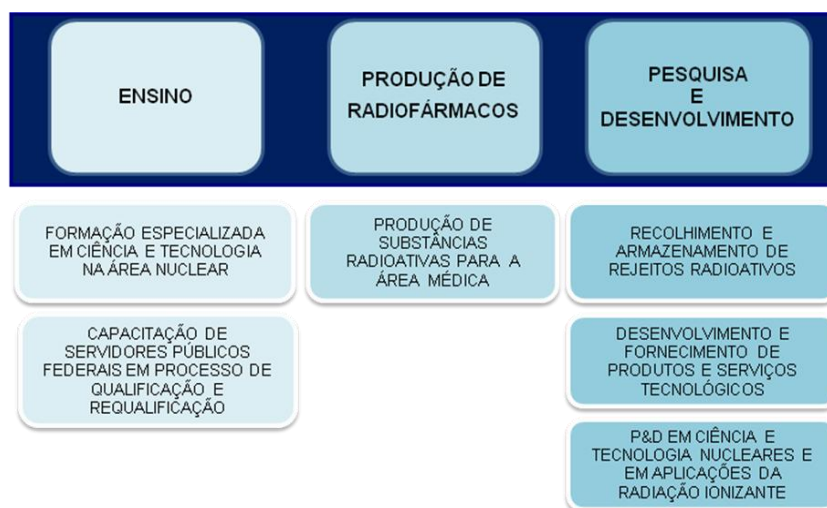 ENSINO
PRODUÇÃO DE
RADIOFÁRMACOS
PESQUISA
E
DESENVOLVIMENTO
FORMAÇÃO ESPECIALIZADA
EM CIÊNCIA E TECNOLOGIA
NA ÁREA NUCLEAR
CAPACITAÇÃO DE
SERVIDORES PÚBLICOS
FEDERAIS EM PROCESSO DE
QUALIFICAÇÃO E
REQUALIFICAÇÃO
PRODUÇÃO DE
SUBSTÂNCIAS
RADIOATIVAS PARA A
ÁREA MÉDICA
RECOLHIMENTO E
ARMAZENAMENTO DE
REJEITOS RADIOATIVOS
DESENVOLVIMENTO E
FORNECIMENTO DE
PRODUTOS E SERVIÇOS
TECNOLÓGICOS
P&D EM CIÊNCIA E
TECNOLOGIA NUCLEARES E
EM APLICAÇÕES DA
RADIAÇÃO IONIZANTE